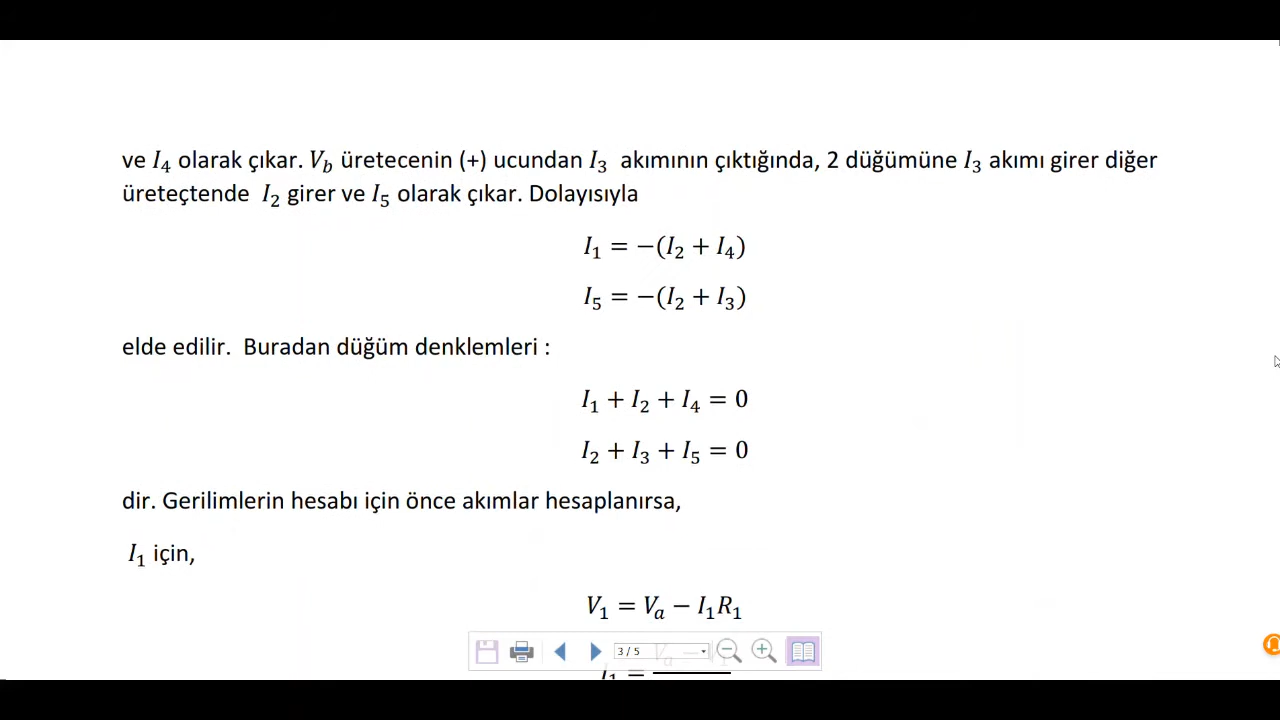 ve I₄ olarak çıkar. V_b üretecenin (+) ucundan I₃ akımının çıktığında, 2 düğümüne I₃ akımı girer diğer
üreteçtende I₂ girer ve I₅ olarak çıkar. Dolayısıyla
I₁ = −(I₂ + I₄)
I₅ = −(I₂ + I₃)
elde edilir. Buradan düğüm denklemleri :
I₁ + I₂ + I₄ = 0
I₂ + I₃ + I₅ = 0
dir. Gerilimlerin hesabı için önce akımlar hesaplanırsa,
I₁ için,
V₁ = Vₐ − I₁R₁
3 / 5